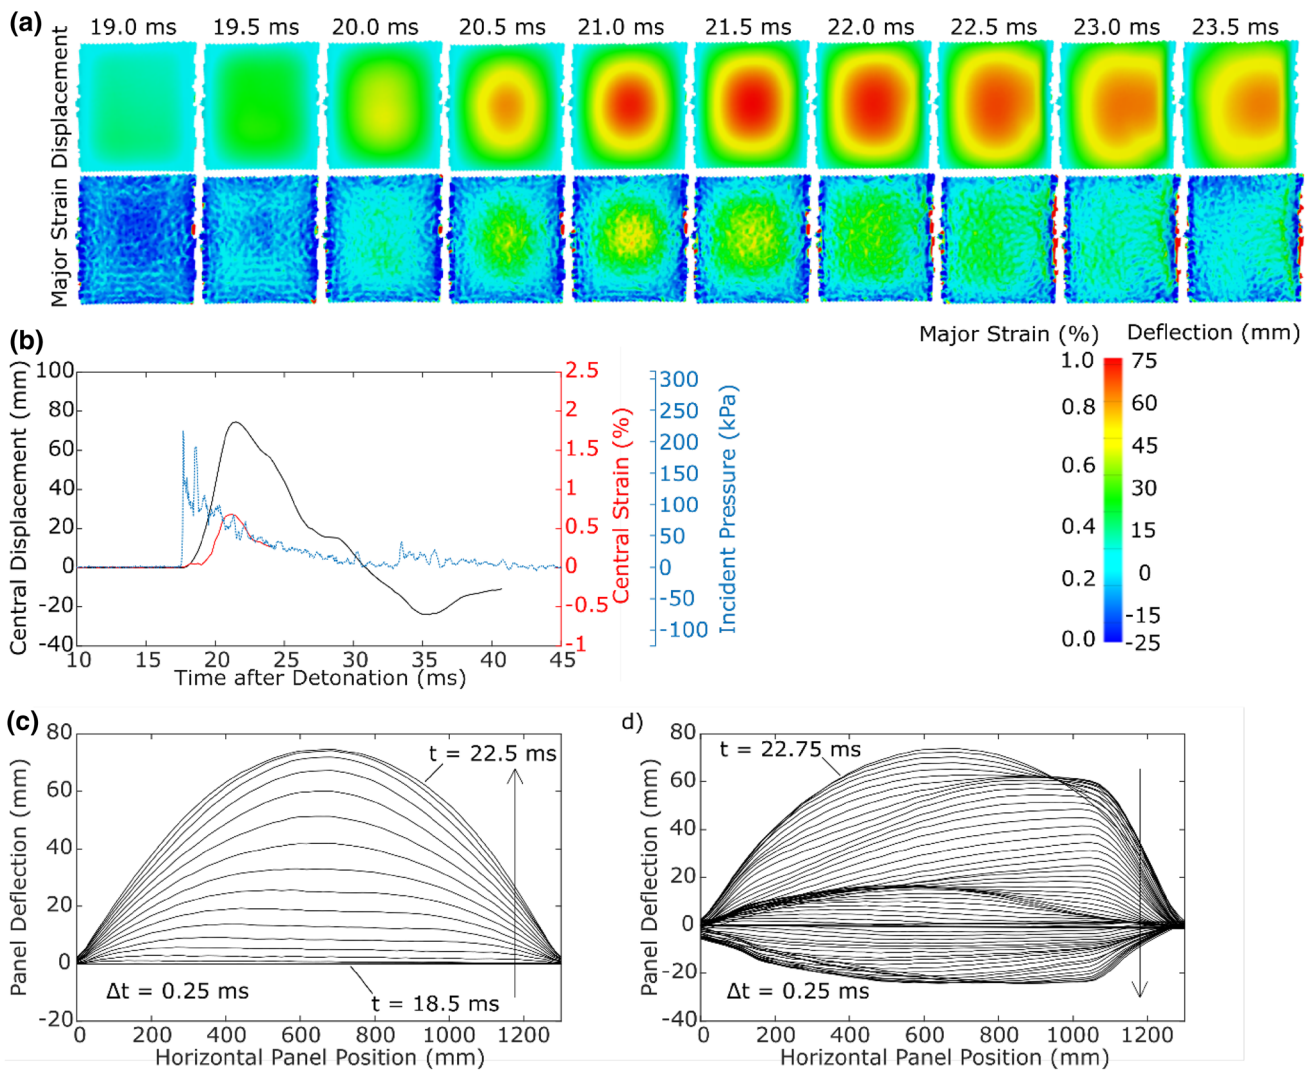 (a)
19.0 ms 19.5 ms 20.0 ms 20.5 ms 21.0 ms 21.5 ms 22.0 ms 22.5 ms 23.0 ms 23.5 ms
Displacement
Major Strain
(b)
Major Strain (%) Deflection (mm)
1.0 75
0.8 60
45
0.6
30
0.4 15
0
0.2
-15
0.0 -25
Central Displacement (mm)
100
80
60
40
20
0
-20
-40
2.5
2
1.5
1
0.5
0
-0.5
-1
Central Strain (%)
300
250
200
150
100
50
0
-50
-100
Incident Pressure (kPa)
10 15 20 25 30 35 40 45
Time after Detonation (ms)
(c)
Panel Deflection (mm)
80
60
40
20
0
-20
t = 22.5 ms
Δt = 0.25 ms
t = 18.5 ms
0 200 400 600 800 1000 1200
Horizontal Panel Position (mm)
d)
Panel Deflection (mm)
80
60
40
20
0
-20
-40
t = 22.75 ms
Δt = 0.25 ms
0 200 400 600 800 1000 1200
Horizontal Panel Position (mm)